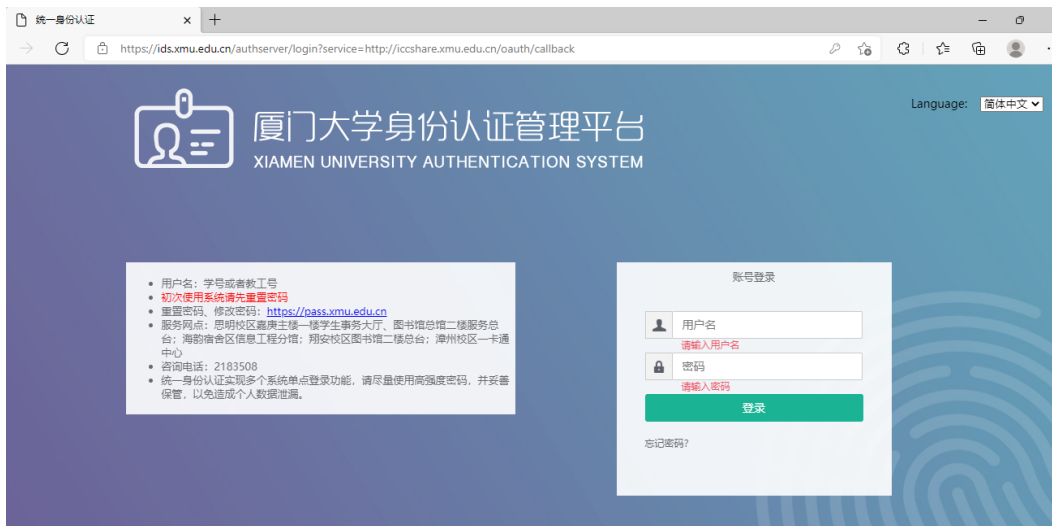 统一身份认证
https://ids.xmu.edu.cn/authserver/login?service=http://iccshare.xmu.edu.cn/oauth/callback
Language: 简体中文
厦门大学身份认证管理平台
XIAMEN UNIVERSITY AUTHENTICATION SYSTEM
用户名：学号或者教工号
初次使用系统请先重置密码
重置密码、修改密码：https://pass.xmu.edu.cn
服务网点：思明校区嘉庚主楼一楼学生事务大厅、图书馆总馆二楼服务总
台；海韵宿舍区信息工程分馆；翔安校区图书馆二楼总台；漳州校区一卡通
中心
咨询电话：2183508
统一身份认证实现多个系统单点登录功能，请尽量使用高强度密码，并妥善
保管，以免造成个人数据泄漏。
账号登录
用户名
请输入用户名
密码
请输入密码
登录
忘记密码?